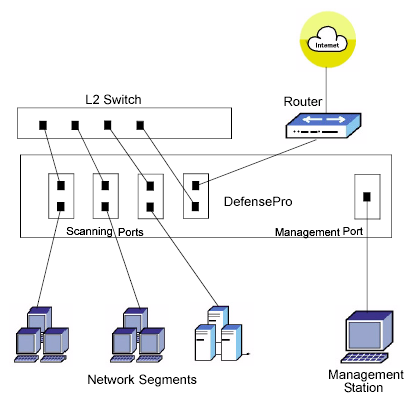 Internet
L2 Switch
Router
DefensePro
Scanning Ports
Management Port
Network Segments
Management
Station